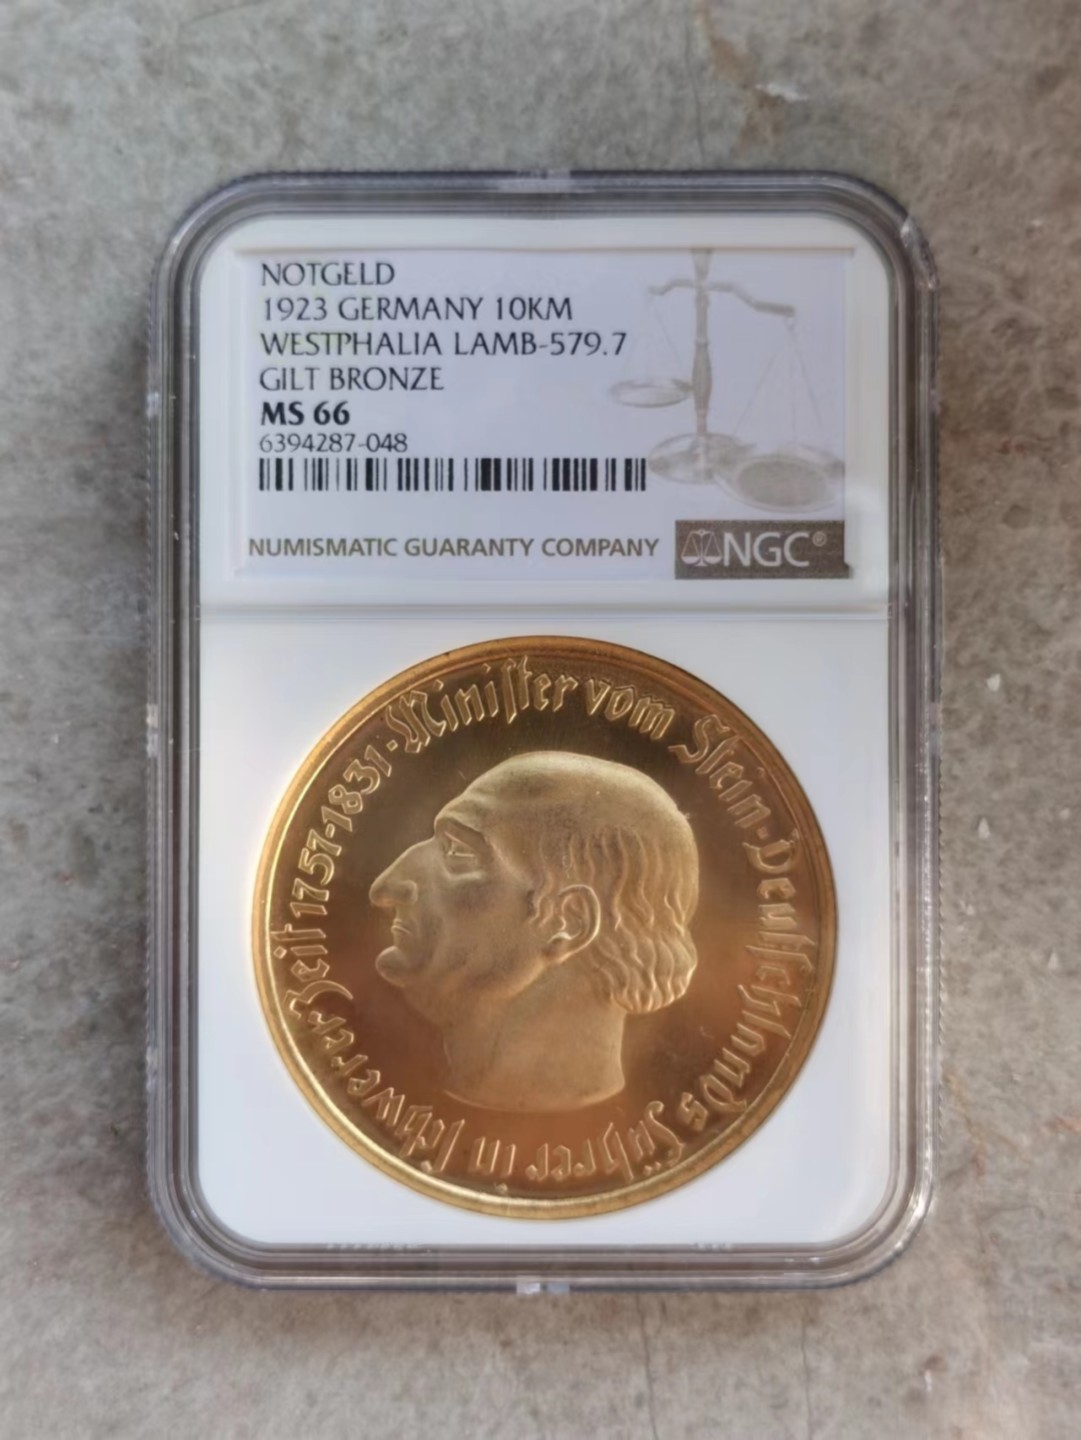 NOTGELD
1923 GERMANY 10KM
WESTPHALIA LAMB-579.7
GILT BRONZE
MS 66
6394287-048
NUMISMATIC GUARANTY COMPANY
NGC®
Miniſter vom Stein·Deutſchlands Führer in ſchwerer Zeit 1757-1831·